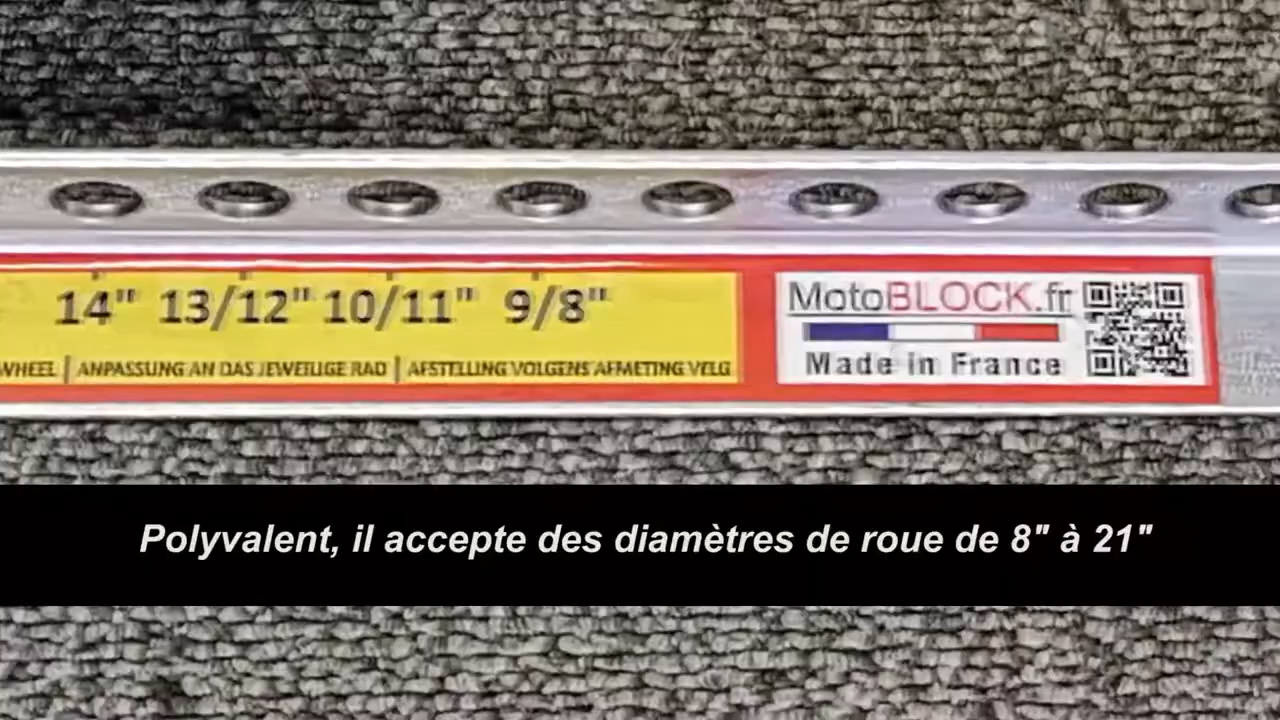 14" 13/12" 10/11" 9/8"
WHEEL | ANPASSUNG AN DAS JEWEILIGE RAD | AFSTELLING VOLGENS AFMETING VELG
MotoBLOCK.fr
Made in France
Polyvalent, il accepte des diamètres de roue de 8" à 21"